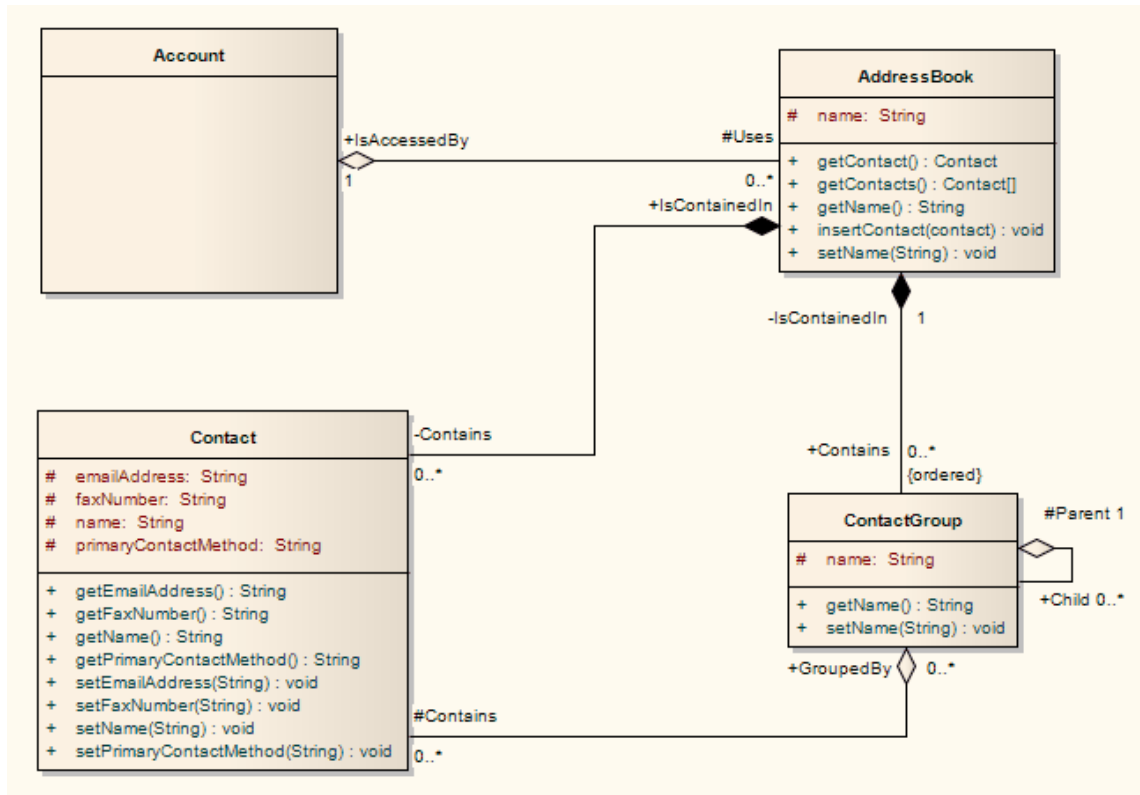 Account
AddressBook
# name: String
+ getContact() : Contact
+ getContacts() : Contact[]
+ getName() : String
+ insertContact(contact) : void
+ setName(String) : void
+IsAccessedBy
1
#Uses
0..*
+IsContainedIn
-IsContainedIn
1
-Contains
0..*
+Contains
0..*
{ordered}
Contact
# emailAddress: String
# faxNumber: String
# name: String
# primaryContactMethod: String
+ getEmailAddress() : String
+ getFaxNumber() : String
+ getName() : String
+ getPrimaryContactMethod() : String
+ setEmailAddress(String) : void
+ setFaxNumber(String) : void
+ setName(String) : void
+ setPrimaryContactMethod(String) : void
ContactGroup
# name: String
+ getName() : String
+ setName(String) : void
#Parent 1
+Child 0..*
+GroupedBy
0..*
#Contains
0..*